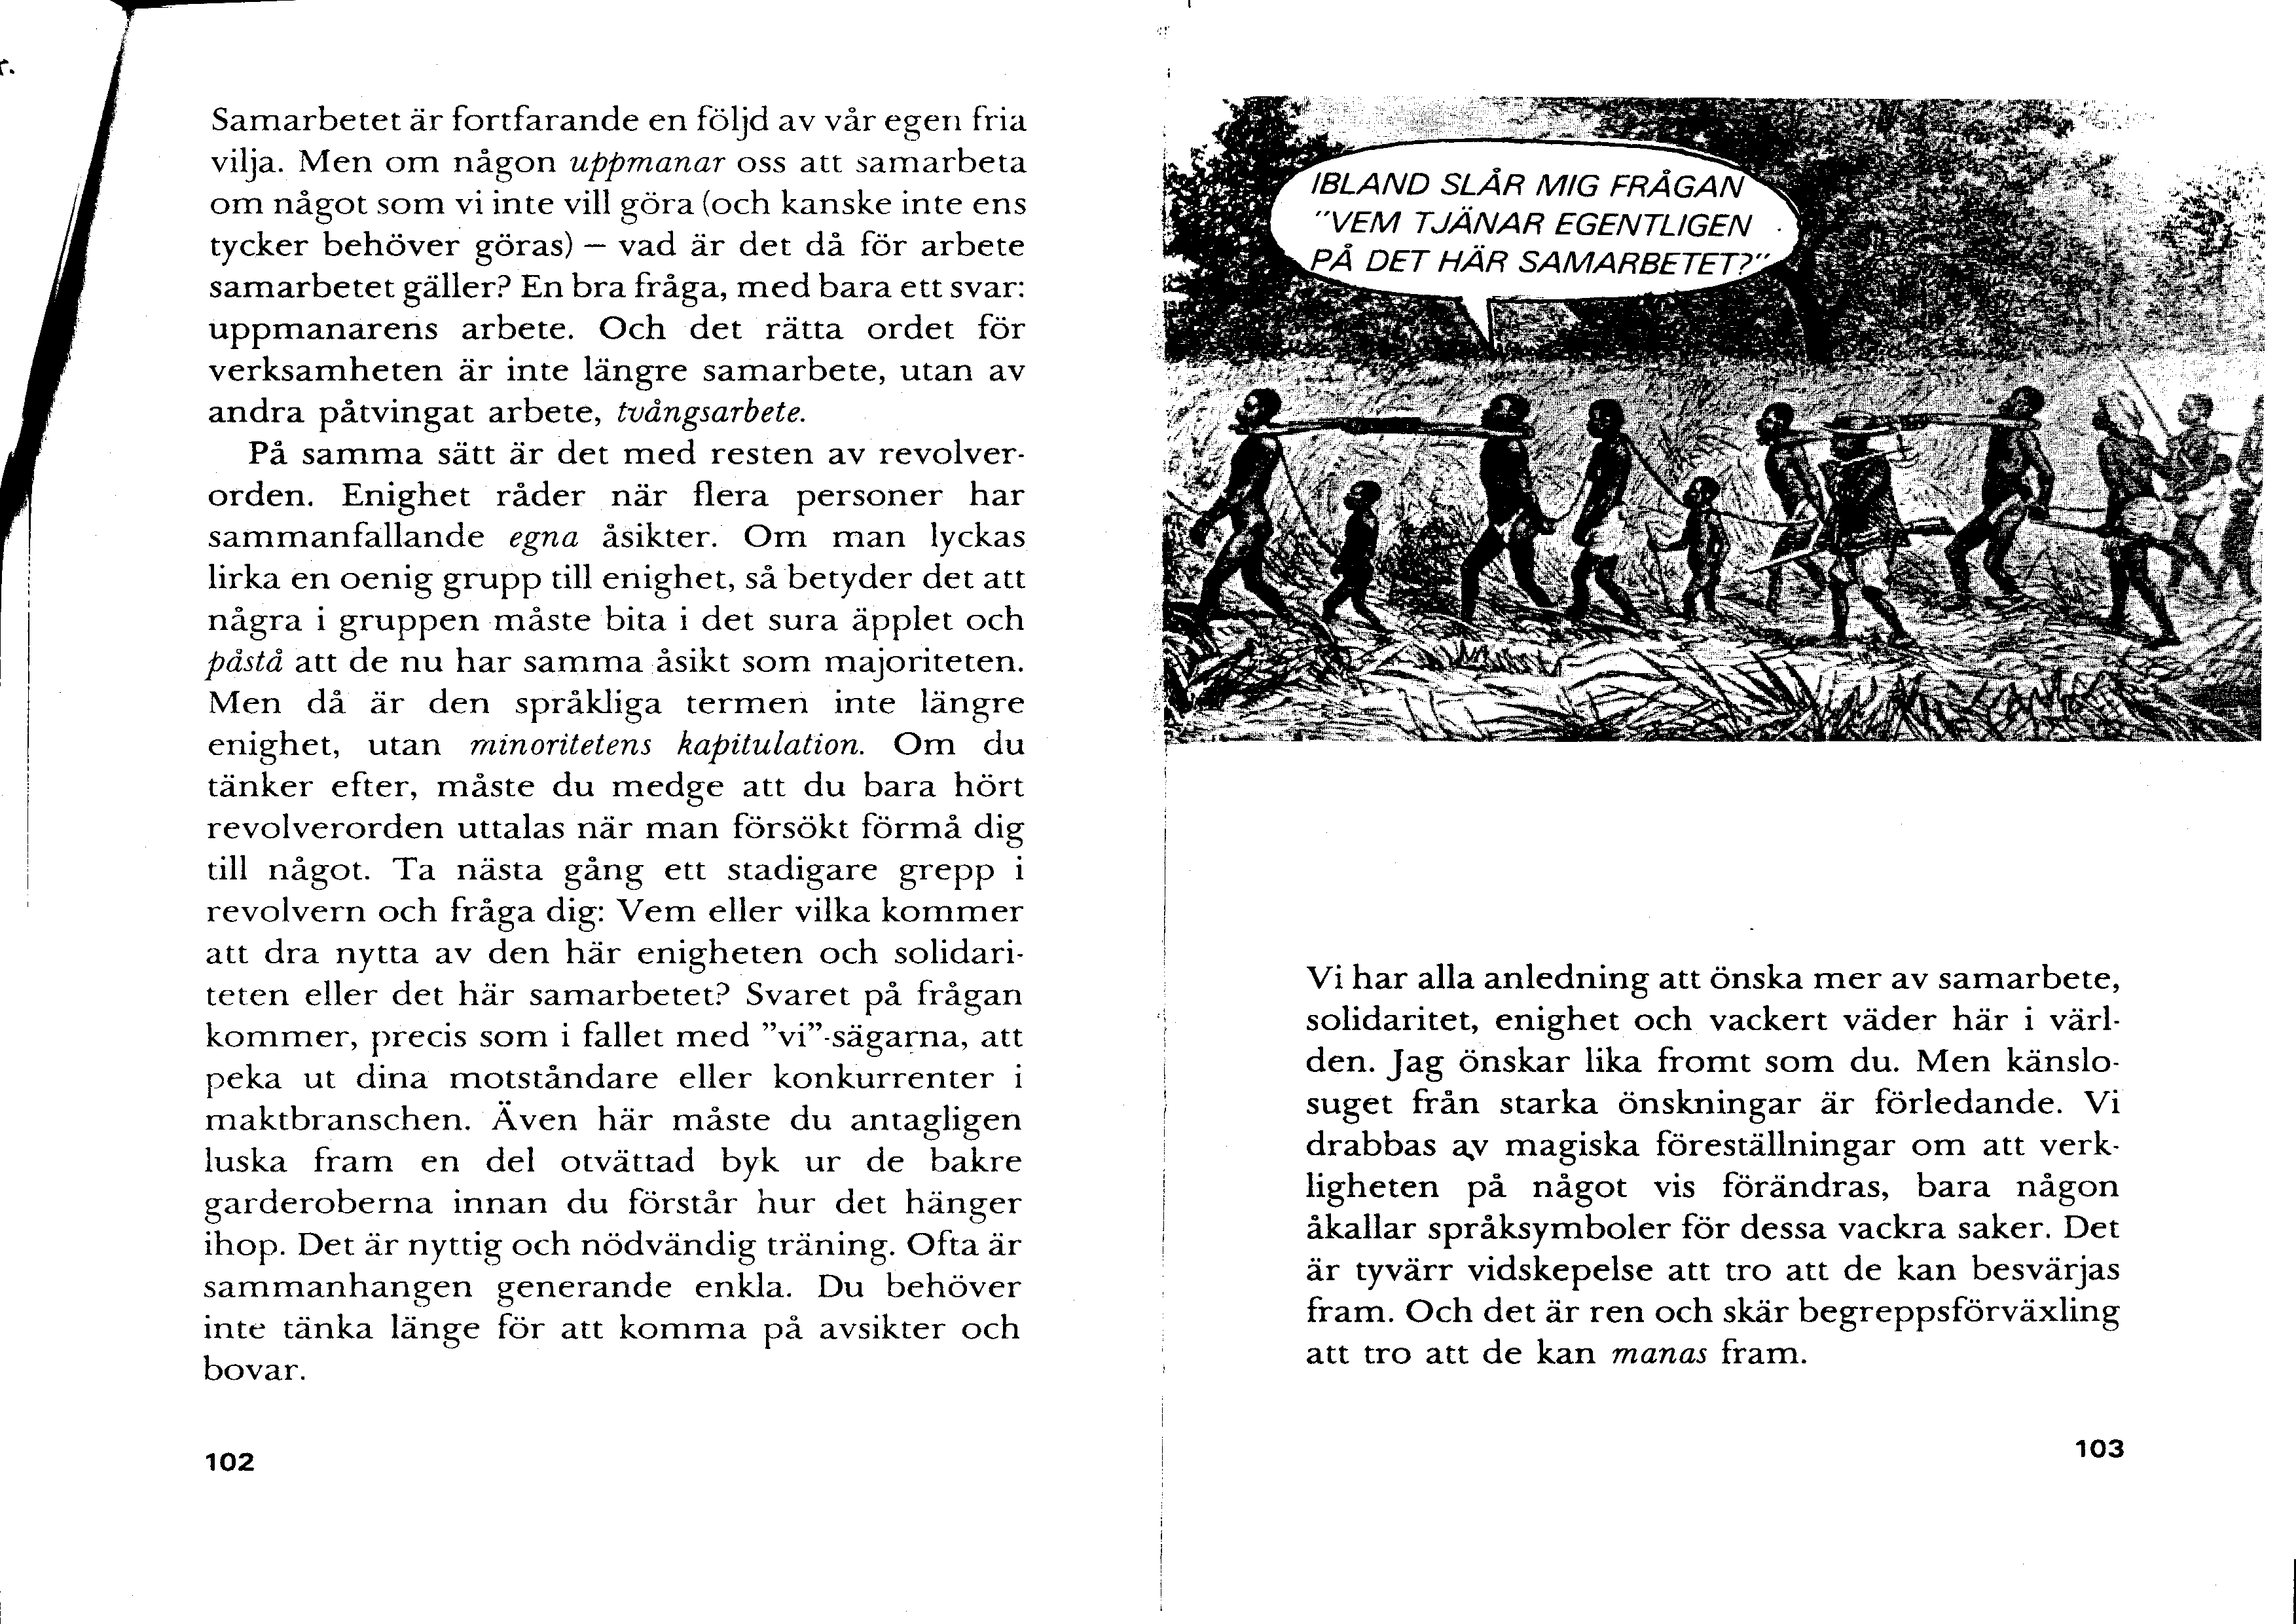 r.
Samarbetet är fortfarande en följd av vår egen fria
vilja. Men om någon uppmanar oss att samarbeta
om något som vi inte vill göra (och kanske inte ens
tycker behöver göras) – vad är det då för arbete
samarbetet gäller? En bra fråga, med bara ett svar:
uppmanarens arbete. Och det rätta ordet för
verksamheten är inte längre samarbete, utan av
andra påtvingat arbete, tvångsarbete.
På samma sätt är det med resten av revolver-
orden. Enighet råder när flera personer har
sammanfallande egna åsikter. Om man lyckas
lirka en oenig grupp till enighet, så betyder det att
några i gruppen måste bita i det sura äpplet och
påstå att de nu har samma åsikt som majoriteten.
Men då är den språkliga termen inte längre
enighet, utan minoritetens kapitulation. Om du
tänker efter, måste du medge att du bara hört
revolverorden uttalas när man försökt förmå dig
till något. Ta nästa gång ett stadigare grepp i
revolvern och fråga dig: Vem eller vilka kommer
att dra nytta av den här enigheten och solidari-
teten eller det här samarbetet? Svaret på frågan
kommer, precis som i fallet med ”vi”-sägarna, att
peka ut dina motståndare eller konkurrenter i
maktbranschen. Även här måste du antagligen
luska fram en del otvättad byk ur de bakre
garderoberna innan du förstår hur det hänger
ihop. Det är nyttig och nödvändig träning. Ofta är
sammanhangen generande enkla. Du behöver
inte tänka länge för att komma på avsikter och
bovar.
102
IBLAND SLÅR MIG FRÅGAN
”VEM TJÄNAR EGENTLIGEN
PÅ DET HÄR SAMARBETET?”
Vi har alla anledning att önska mer av samarbete,
solidaritet, enighet och vackert väder här i värl-
den. Jag önskar lika fromt som du. Men känslo-
suget från starka önskningar är förledande. Vi
drabbas av magiska föreställningar om att verk-
ligheten på något vis förändras, bara någon
åkallar språksymboler för dessa vackra saker. Det
är tyvärr vidskepelse att tro att de kan besvärjas
fram. Och det är ren och skär begreppsförväxling
att tro att de kan manas fram.
103